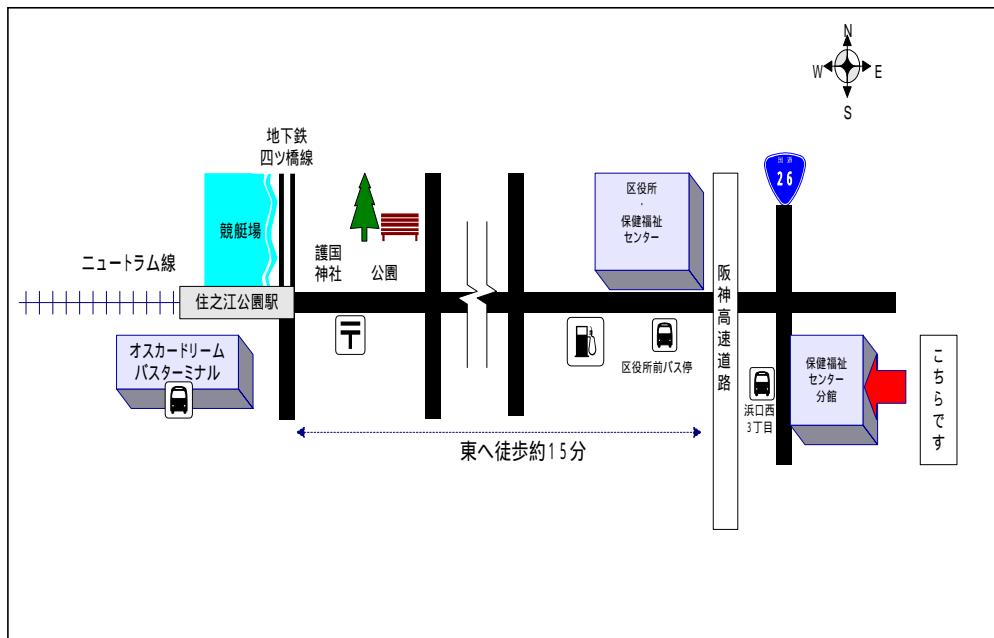 N
W
E
S
地下鉄
四ツ橋線
国道
26
区役所
・
保健福祉
センター
競艇場
護国
神社
公園
ニュートラム線
住之江公園駅
阪神高速道路
オスカードリーム
バスターミナル
区役所前バス停
保健福祉
センター
分館
こちらです
浜口西
3丁目
東へ徒歩約15分